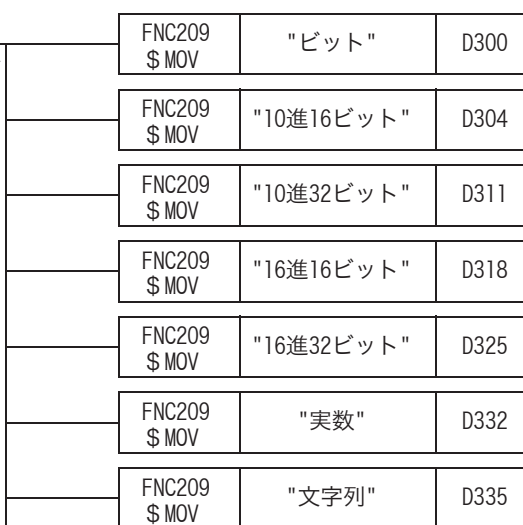 FNC209
$ MOV
"ビット"
D300
FNC209
$ MOV
"10進16ビット"
D304
FNC209
$ MOV
"10進32ビット"
D311
FNC209
$ MOV
"16進16ビット"
D318
FNC209
$ MOV
"16進32ビット"
D325
FNC209
$ MOV
"実数"
D332
FNC209
$ MOV
"文字列"
D335